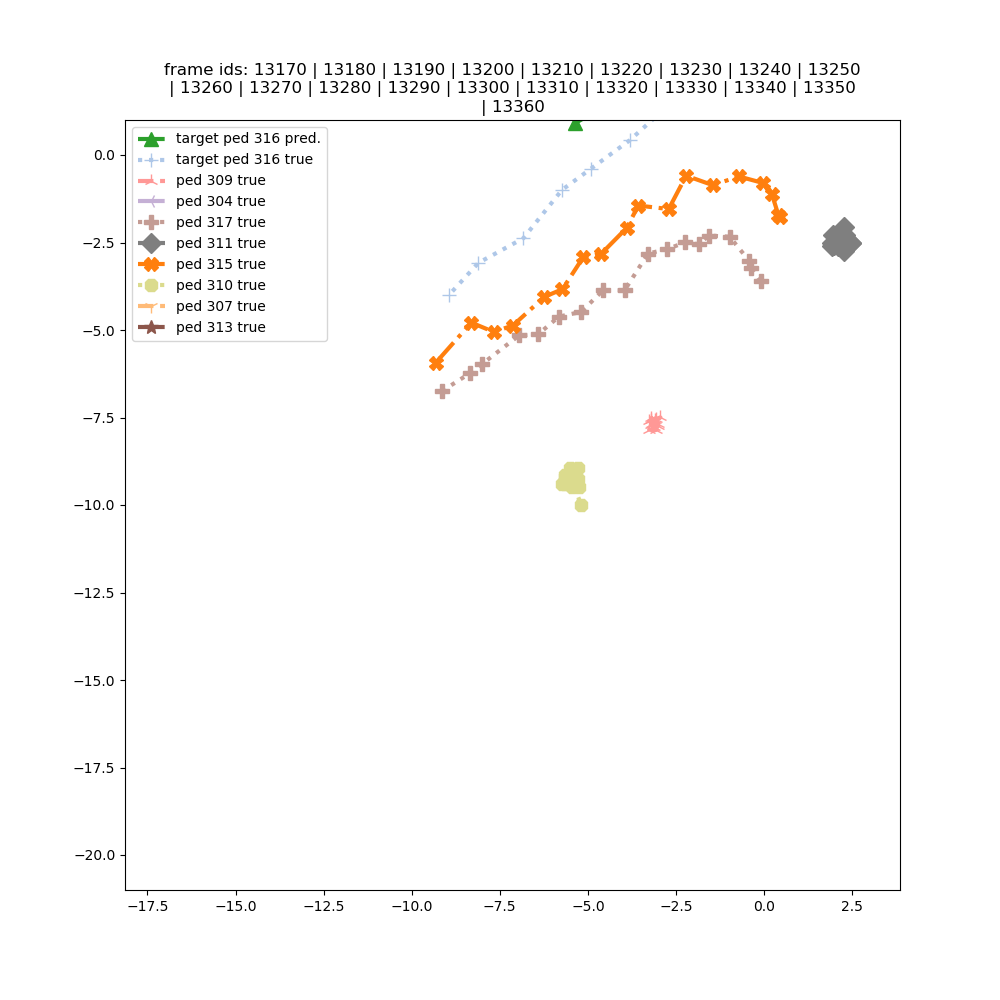 frame ids: 13170 | 13180 | 13190 | 13200 | 13210 | 13220 | 13230 | 13240 | 13250
| 13260 | 13270 | 13280 | 13290 | 13300 | 13310 | 13320 | 13330 | 13340 | 13350
| 13360
target ped 316 pred.
target ped 316 true
ped 309 true
ped 304 true
ped 317 true
ped 311 true
ped 315 true
ped 310 true
ped 307 true
ped 313 true
0.0
−2.5
−5.0
−7.5
−10.0
−12.5
−15.0
−17.5
−20.0
−17.5 −15.0 −12.5 −10.0 −7.5 −5.0 −2.5 0.0 2.5